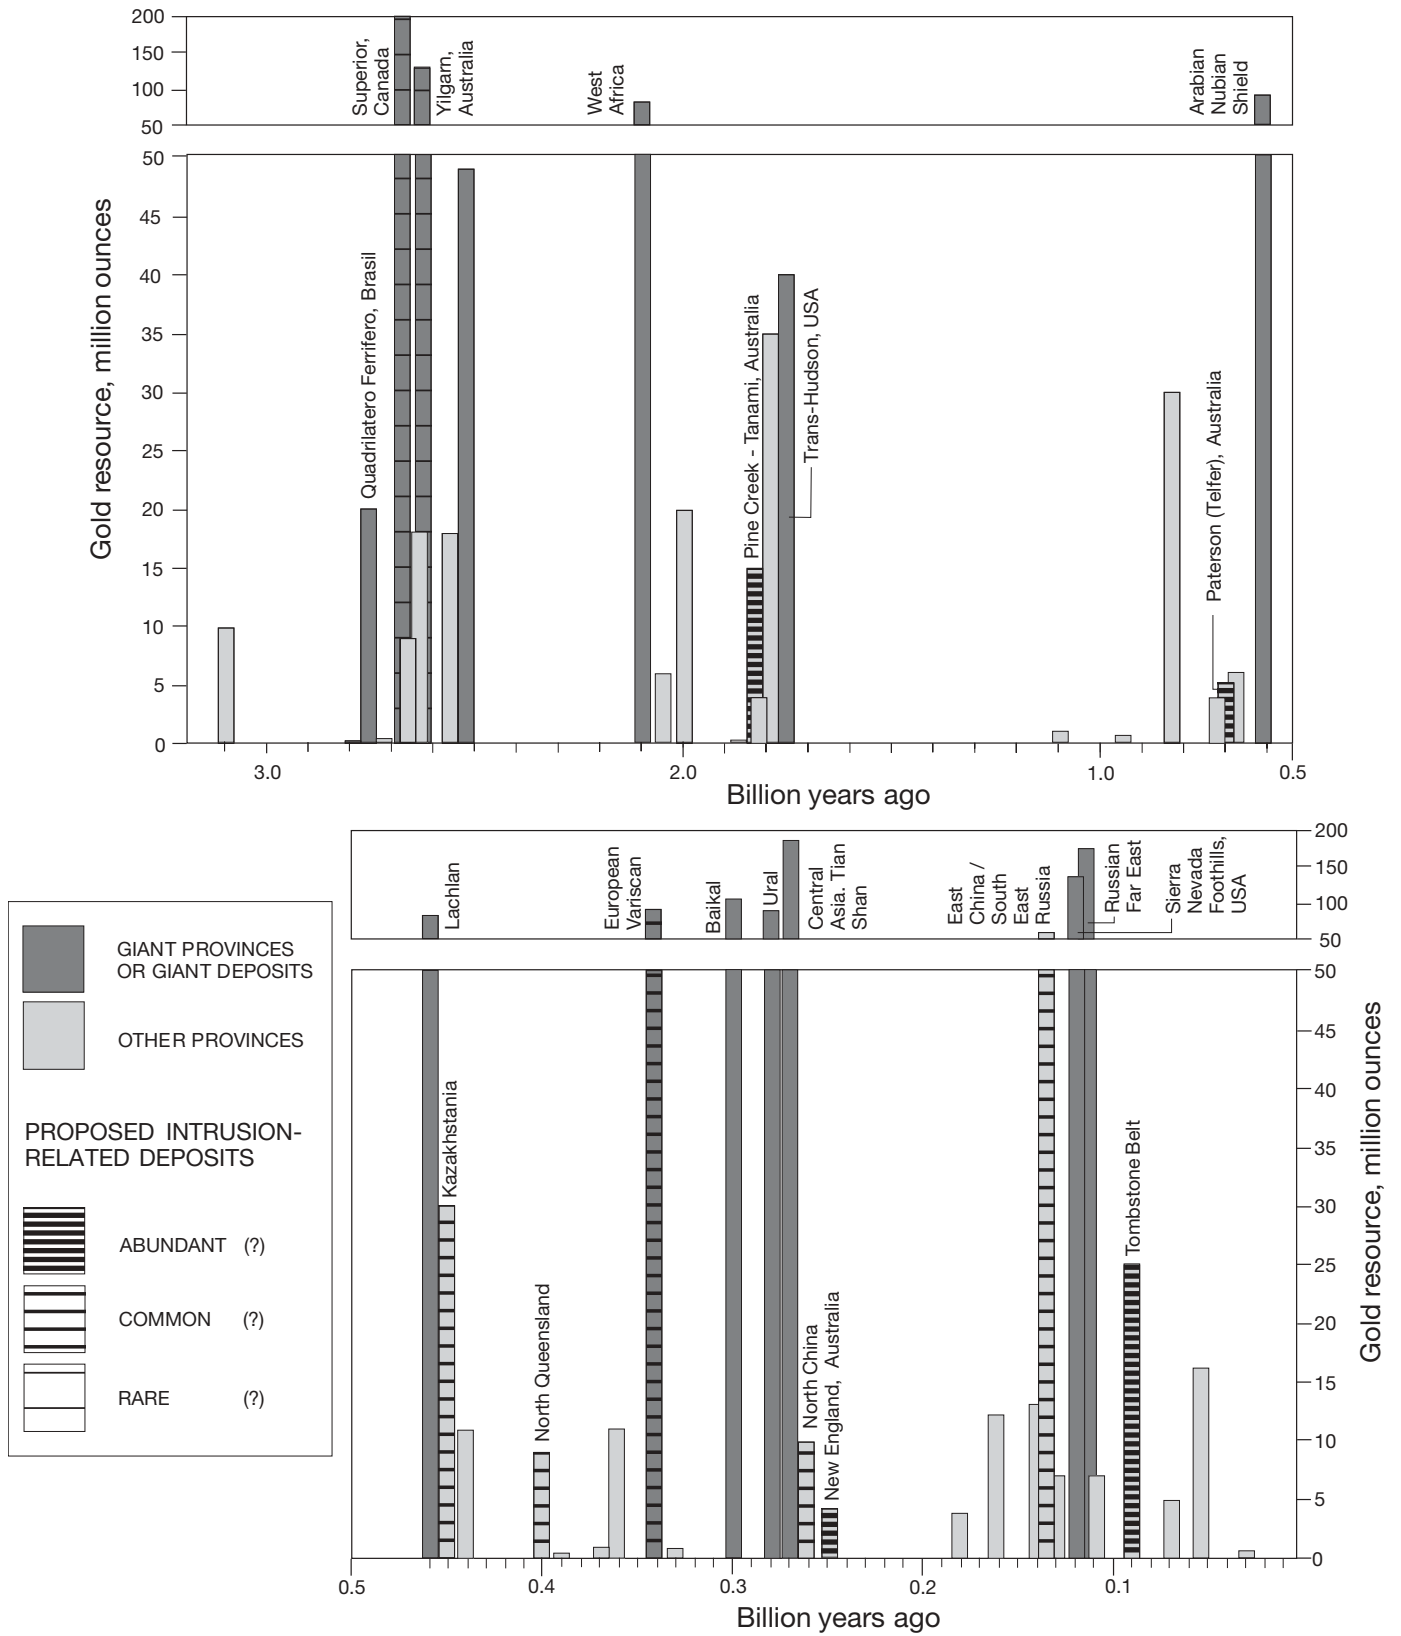 200
150
100
50
Superior,
Canada
Yilgarn,
Australia
West
Africa
Arabian
Nubian
Shield
50
45
40
35
30
25
20
15
10
5
0
Gold resource, million ounces
Quadrilatero Ferrifero, Brasil
Pine Creek - Tanami, Australia
Trans-Hudson, USA
Paterson (Telfer), Australia
3.0
2.0
1.0
0.5
Billion years ago
Lachlan
European
Variscan
Baikal
Ural
Central
Asia. Tian
Shan
East
China /
South
East
Russia
Russian
Far East
Sierra
Nevada
Foothills,
USA
200
150
100
50
50
45
40
35
30
25
20
15
10
5
0
Gold resource, million ounces
Kazakhstania
North Queensland
North China
New England, Australia
Tombstone Belt
0.5
0.4
0.3
0.2
0.1
Billion years ago
GIANT PROVINCES
OR GIANT DEPOSITS
OTHER PROVINCES
PROPOSED INTRUSION-
RELATED DEPOSITS
ABUNDANT (?)
COMMON (?)
RARE (?)